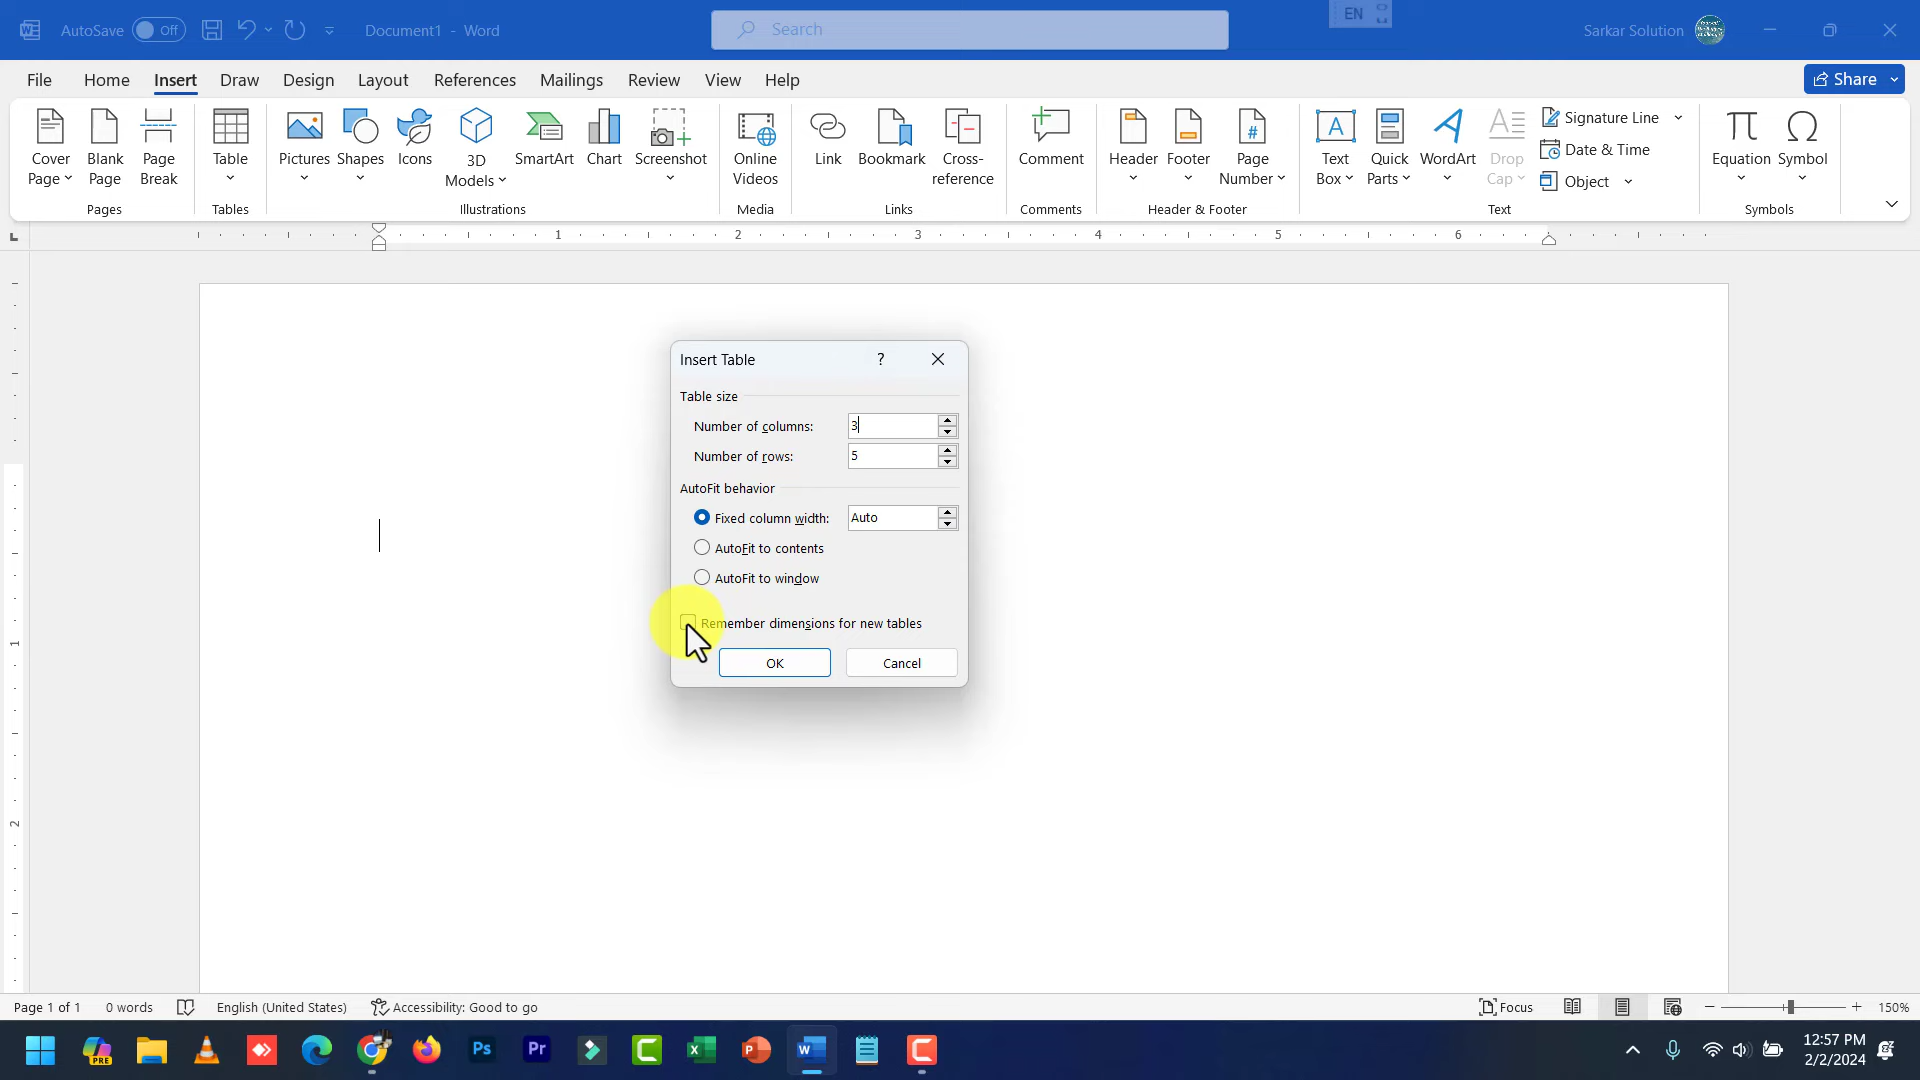 AutoSave Off Document1 - Word Search EN Sarkar Solution
File Home Insert Draw Design Layout References Mailings Review View Help Share
Cover Page
Blank Page
Page Break
Pages
Table
Tables
Pictures
Shapes
Icons
3D Models
SmartArt
Chart
Screenshot
Illustrations
Online Videos
Media
Link
Bookmark
Cross-reference
Links
Comment
Comments
Header
Footer
Page Number
Header & Footer
Text Box
Quick Parts
WordArt
Drop Cap
Signature Line
Date & Time
Object
Text
Equation
Symbol
Symbols
1 2 3 4 5 6
Insert Table ?
Table size
Number of columns: 3
Number of rows: 5
AutoFit behavior
Fixed column width: Auto
AutoFit to contents
AutoFit to window
Remember dimensions for new tables
OK Cancel
1
2
Page 1 of 1 0 words English (United States) Accessibility: Good to go Focus 150%
PRE Ps Pr 12:57 PM
2/2/2024